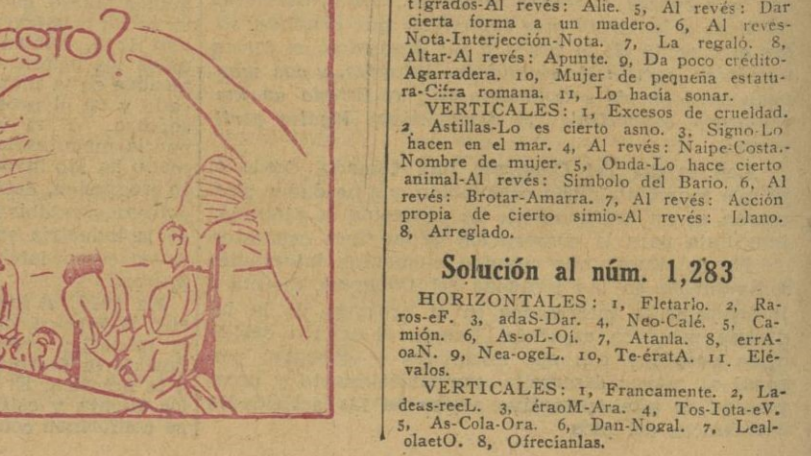 ESTO?
tigrados-Al revés: Alie. 5, Al revés: Dar
cierta forma a un madero. 6, Al revés-
Nota-Interjección-Nota. 7, La regaló. 8,
Altar-Al revés: Apunte. 9, Da poco crédito-
Agarradera. 10, Mujer de pequeña estatu-
ra-Cifra romana. 11, Lo hacía sonar.
VERTICALES: 1, Excesos de crueldad.
2, Astillas-Lo es cierto asno. 3, Signo-Lo
hacen en el mar. 4, Al revés: Naipe-Costa.-
Nombre de mujer. 5, Onda-Lo hace cierto
animal-Al revés: Símbolo del Bario. 6, Al
revés: Brotar-Amarra. 7, Al revés: Acción
propia de cierto simio-Al revés: Llano.
8, Arreglado.
Solución al núm. 1,283
HORIZONTALES: 1, Fletarlo. 2, Ra-
ros-eF. 3, adaS-Dar. 4, Neo-Calé. 5, Ca-
mión. 6, As-oL-Oí. 7, Atanla. 8, errA-
oaN. 9, Nea-ogeL. 10, Te-ératA. 11 Elé-
valos.
VERTICALES: 1, Francamente. 2, La-
deas-reeL. 3, éraoM-Ara. 4, Tos-Iota-eV.
5, As-Cola-Ora. 6, Dan-Nogal. 7, Leal-
olaetO. 8, Ofrecianlas.